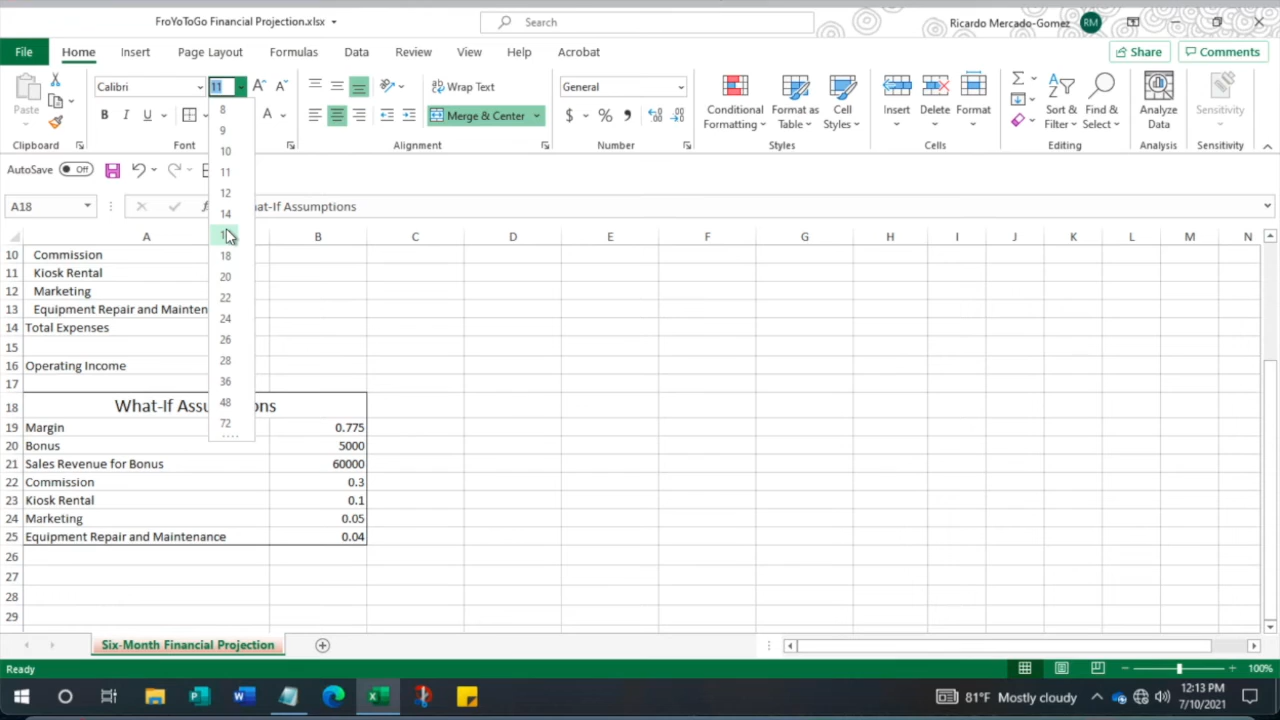 FroYoToGo Financial Projection.xlsx
Search
Ricardo Mercado-Gomez RM
File Home Insert Page Layout Formulas Data Review View Help Acrobat Share Comments
Calibri 11 Wrap Text General
Paste B I U A Merge & Center $ % , Conditional Formatting Format as Table Cell Styles Insert Delete Format Sort & Filter Find & Select Analyze Data Sensitivity
Clipboard Font Alignment Number Styles Cells Editing Analysis Sensitivity
AutoSave Off
8
9
10
11
12
14
18
20
22
24
26
28
36
48
72
A18 Assumptions
A B C D E F G H I J K L M N
10 Commission
11 Kiosk Rental
12 Marketing
13 Equipment Repair and
14 Total Expenses
15
16 Operating Income
17
18 What-If
19 Margin 0.775
20 Bonus 5000
21 Sales Revenue for Bonus 60000
22 Commission 0.3
23 Kiosk Rental 0.1
24 Marketing 0.05
25 Equipment Repair and Maintenance 0.04
26
27
28
29
Six-Month Financial Projection
Ready 100%
81°F Mostly cloudy 12:13 PM
7/10/2021